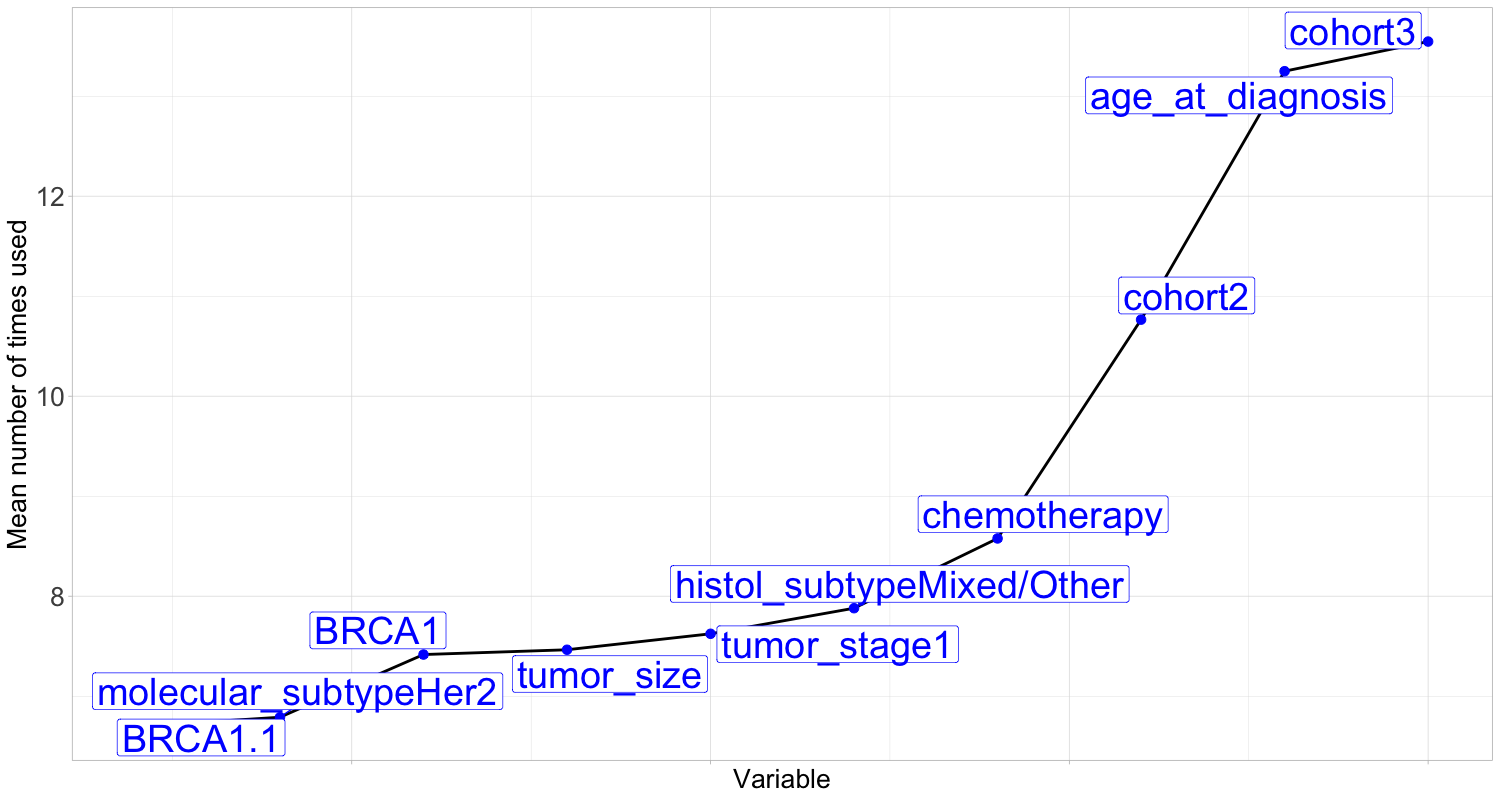 cohort3
age_at_diagnosis
12
cohort2
10
chemotherapy
histol_subtypeMixed/Other
8
BRCA1
tumor_stage1
tumor_size
molecular_subtypeHer2
BRCA1.1
Mean number of times used
Variable